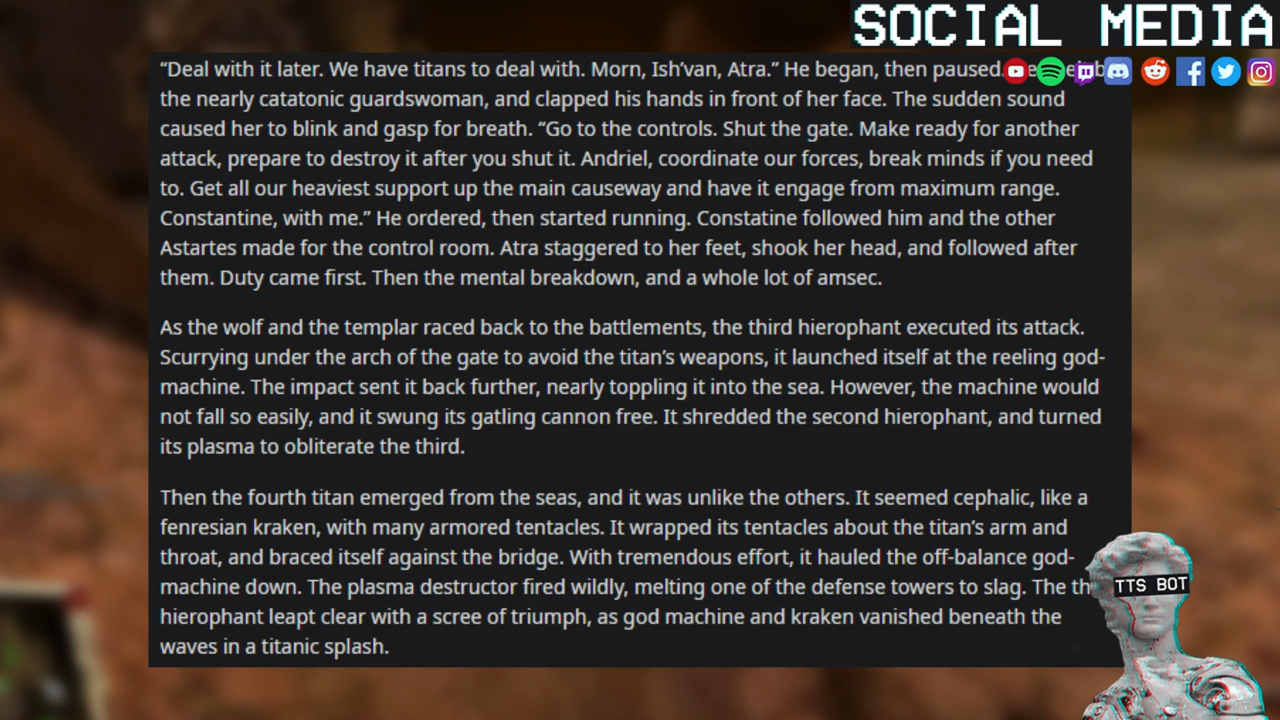 SOCIAL MEDIA
“Deal with it later. We have titans to deal with. Morn, Ish’van, Atra.” He began, then paused.
the nearly catatonic guardswoman, and clapped his hands in front of her face. The sudden sound
caused her to blink and gasp for breath. “Go to the controls. Shut the gate. Make ready for another
attack, prepare to destroy it after you shut it. Andriel, coordinate our forces, break minds if you need
to. Get all our heaviest support up the main causeway and have it engage from maximum range.
Constantine, with me.” He ordered, then started running. Constatine followed him and the other
Astartes made for the control room. Atra staggered to her feet, shook her head, and followed after
them. Duty came first. Then the mental breakdown, and a whole lot of amsec.
As the wolf and the templar raced back to the battlements, the third hierophant executed its attack.
Scurrying under the arch of the gate to avoid the titan’s weapons, it launched itself at the reeling god-
machine. The impact sent it back further, nearly toppling it into the sea. However, the machine would
not fall so easily, and it swung its gatling cannon free. It shredded the second hierophant, and turned
its plasma to obliterate the third.
Then the fourth titan emerged from the seas, and it was unlike the others. It seemed cephalic, like a
fenresian kraken, with many armored tentacles. It wrapped its tentacles about the titan’s arm and
throat, and braced itself against the bridge. With tremendous effort, it hauled the off-balance god-
machine down. The plasma destructor fired wildly, melting one of the defense towers to slag. The
hierophant leapt clear with a scree of triumph, as god machine and kraken vanished beneath the
waves in a titanic splash.
TTS BOT